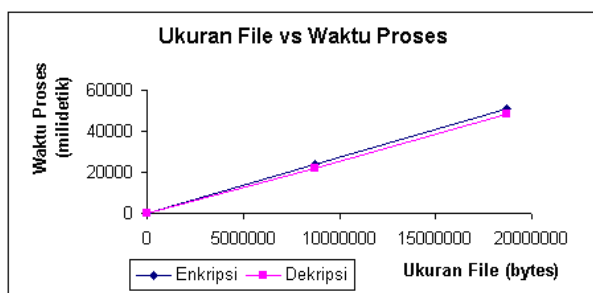 Ukuran File vs Waktu Proses
Waktu Proses
(milidetik)
60000
40000
20000
0
0 5000000 10000000 15000000 20000000
Enkripsi Dekripsi
Ukuran File (bytes)